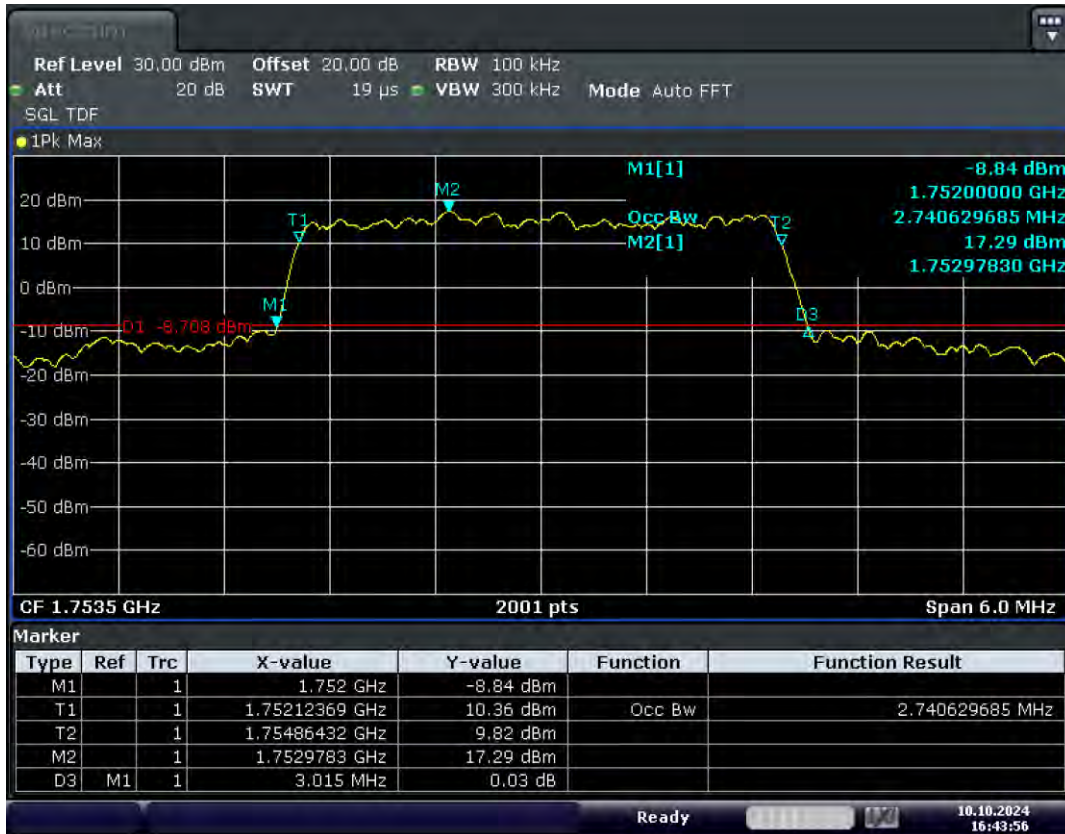 Spectrum
Ref Level 30.00 dBm Offset 20.00 dB RBW 100 kHz
Att 20 dB SWT 19 µs VBW 300 kHz Mode Auto FFT
SGL TDF
1Pk Max
M1[1] -8.84 dBm
1.75200000 GHz
Occ Bw 2.740629685 MHz
M2[1] 17.29 dBm
1.75297830 GHz
M2
20 dBm
T1 T2
10 dBm
0 dBm
M1 D3
-10 dBm D1 -8.708 dBm
-20 dBm
-30 dBm
-40 dBm
-50 dBm
-60 dBm
CF 1.7535 GHz 2001 pts Span 6.0 MHz
Marker
Type Ref Trc X-value Y-value Function Function Result
M1 1 1.752 GHz -8.84 dBm
T1 1 1.75212369 GHz 10.36 dBm Occ Bw 2.740629685 MHz
T2 1 1.75486432 GHz 9.82 dBm
M2 1 1.7529783 GHz 17.29 dBm
D3 M1 1 3.015 MHz 0.03 dB
Ready 10.10.2024
16:43:56